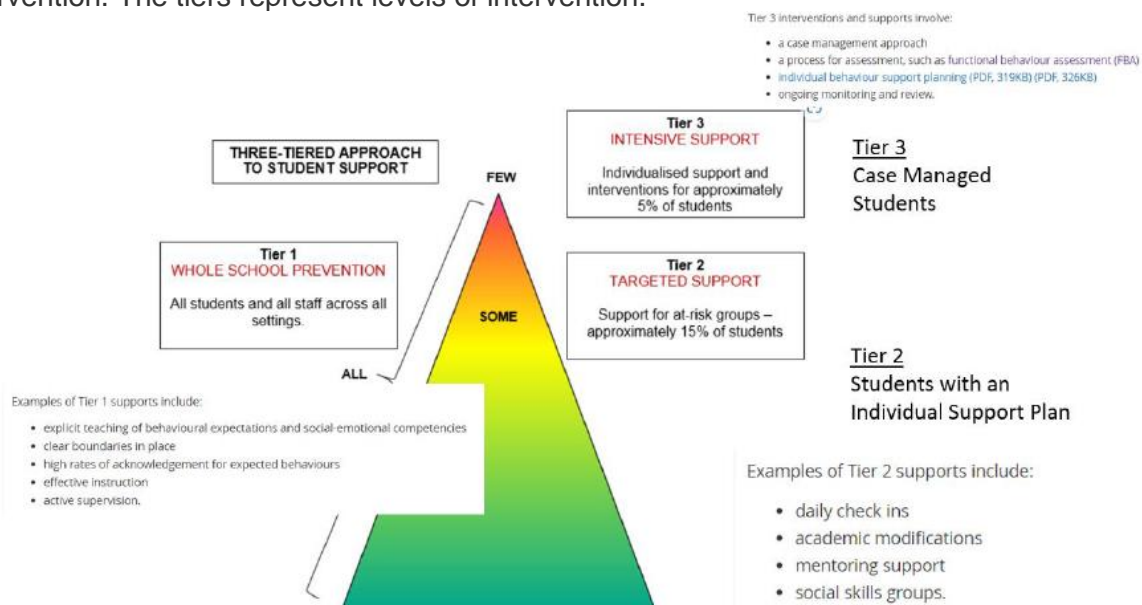 The tiers represent levels of intervention.
Tier 3 interventions and supports involve:
• a case management approach
• a process for assessment, such as functional behaviour assessment (FBA)
• individual behaviour support planning (PDF, 319KB) (PDF, 326KB)
• ongoing monitoring and review.
THREE-TIERED APPROACH
TO STUDENT SUPPORT
FEW
Tier 3
INTENSIVE SUPPORT
Individualised support and
interventions for approximately
5% of students
Tier 3
Case Managed
Students
Tier 1
WHOLE SCHOOL PREVENTION
All students and all staff across all
settings.
SOME
Tier 2
TARGETED SUPPORT
Support for at-risk groups –
approximately 15% of students
ALL
Tier 2
Students with an
Individual Support Plan
Examples of Tier 1 supports include:
• explicit teaching of behavioural expectations and social-emotional competencies
• clear boundaries in place
• high rates of acknowledgement for expected behaviours
• effective instruction
• active supervision.
Examples of Tier 2 supports include:
• daily check ins
• academic modifications
• mentoring support
• social skills groups.